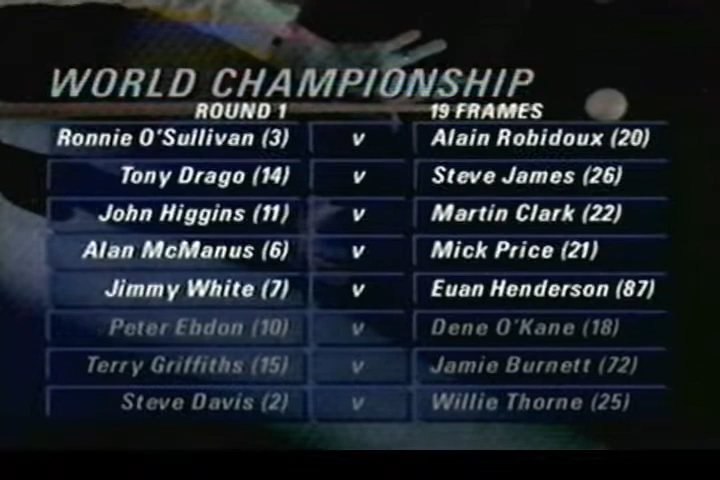 WORLD CHAMPIONSHIP
ROUND 1 19 FRAMES
Ronnie O'Sullivan (3) v Alain Robidoux (20)
Tony Drago (14) v Steve James (26)
John Higgins (11) v Martin Clark (22)
Alan McManus (6) v Mick Price (21)
Jimmy White (7) v Euan Henderson (87)
Peter Ebdon (10) v Dene O'Kane (18)
Terry Griffiths (15) v Jamie Burnett (72)
Steve Davis (2) v Willie Thorne (25)